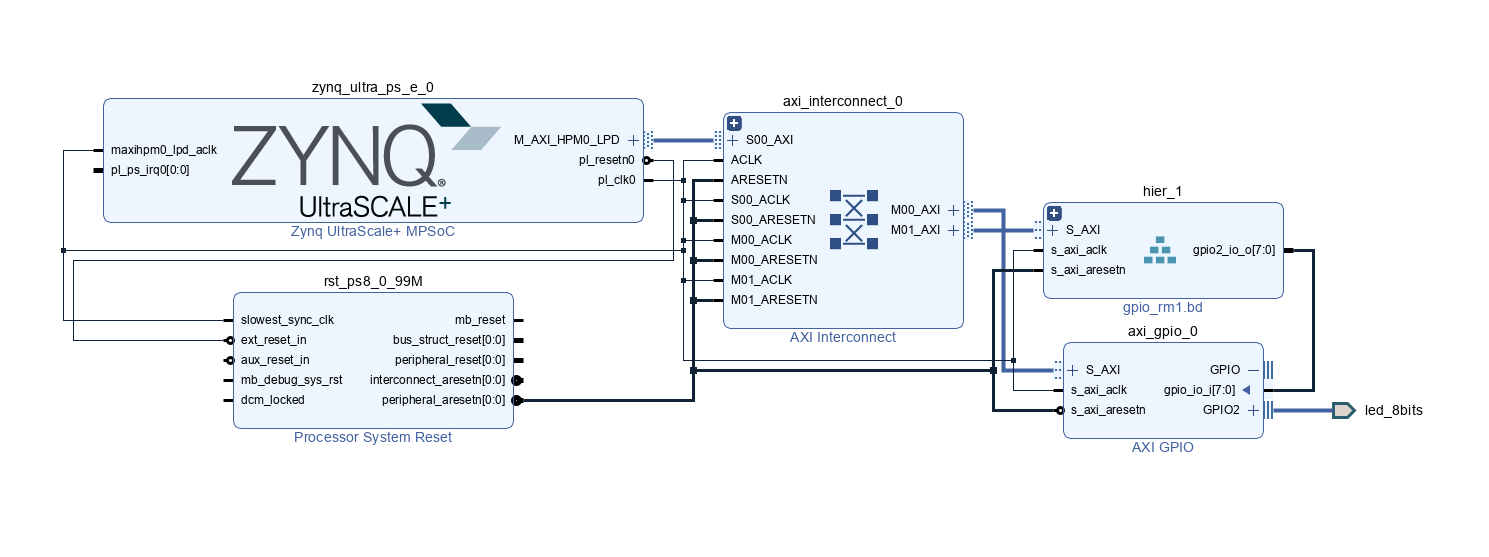 zynq_ultra_ps_e_0
maxihpm0_lpd_aclk
pl_ps_irq0[0:0]
ZYNQ®
UltraSCALE+
M_AXI_HPM0_LPD
pl_resetn0
pl_clk0
Zynq UltraScale+ MPSoC
rst_ps8_0_99M
slowest_sync_clk
ext_reset_in
aux_reset_in
mb_debug_sys_rst
dcm_locked
mb_reset
bus_struct_reset[0:0]
peripheral_reset[0:0]
interconnect_aresetn[0:0]
peripheral_aresetn[0:0]
Processor System Reset
axi_interconnect_0
S00_AXI
ACLK
ARESETN
S00_ACLK
S00_ARESETN
M00_ACLK
M00_ARESETN
M01_ACLK
M01_ARESETN
M00_AXI
M01_AXI
AXI Interconnect
hier_1
S_AXI
s_axi_aclk
s_axi_aresetn
gpio2_io_o[7:0]
gpio_rm1.bd
axi_gpio_0
S_AXI
s_axi_aclk
s_axi_aresetn
GPIO
gpio_io_i[7:0]
GPIO2
AXI GPIO
led_8bits